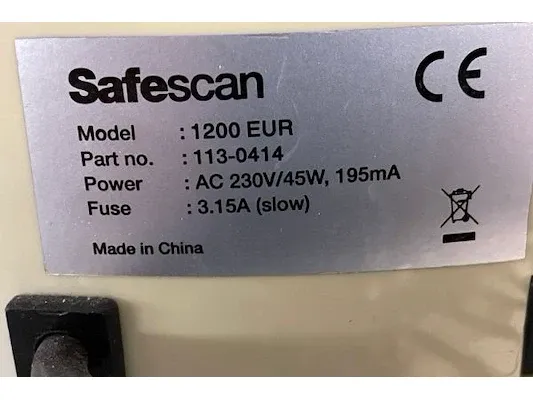 Safescan
CE
Model : 1200 EUR
Part no. : 113-0414
Power : AC 230V/45W, 195mA
Fuse : 3.15A (slow)
Made in China